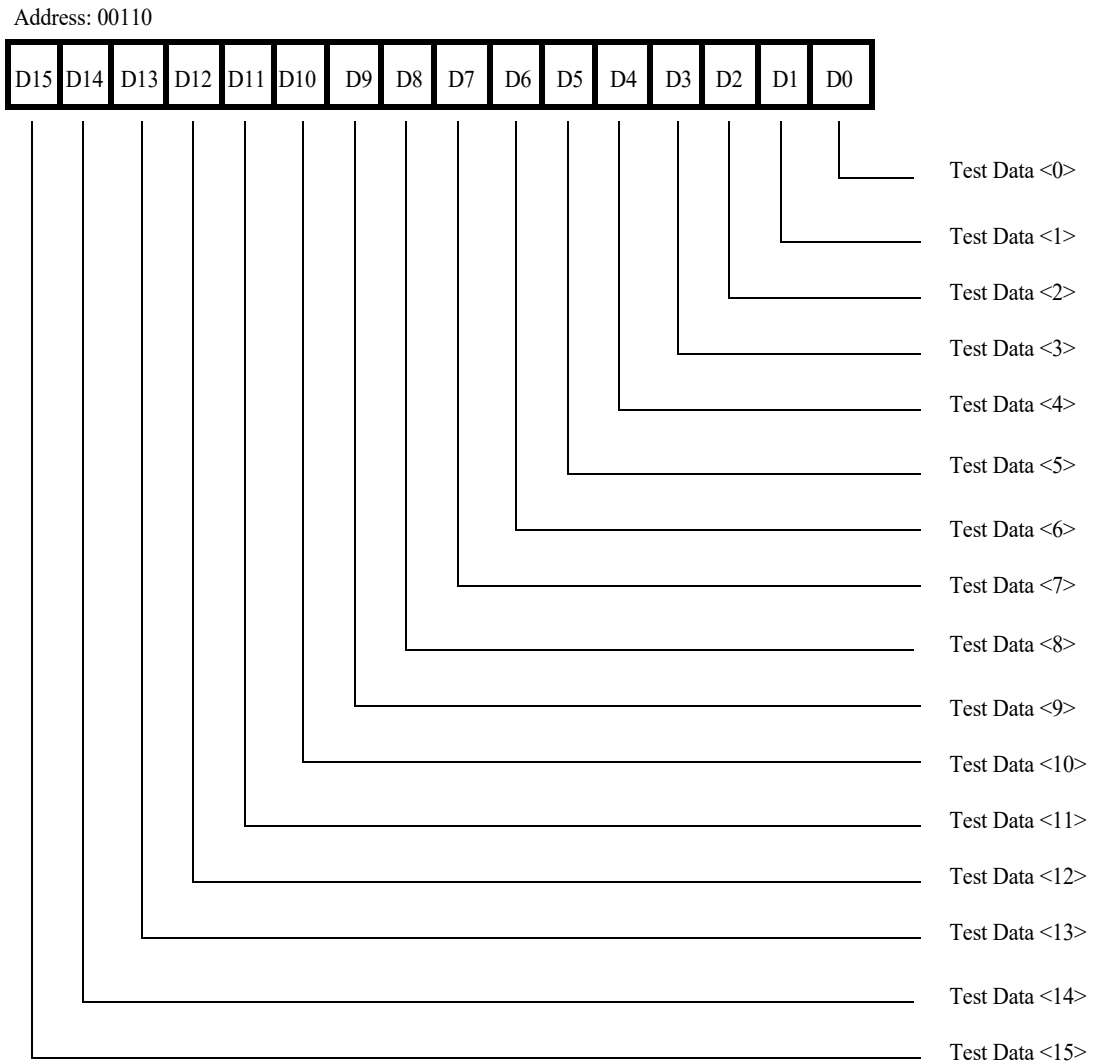 Address: 00110
D15 D14 D13 D12 D11 D10 D9 D8 D7 D6 D5 D4 D3 D2 D1 D0
Test Data <0>
Test Data <1>
Test Data <2>
Test Data <3>
Test Data <4>
Test Data <5>
Test Data <6>
Test Data <7>
Test Data <8>
Test Data <9>
Test Data <10>
Test Data <11>
Test Data <12>
Test Data <13>
Test Data <14>
Test Data <15>